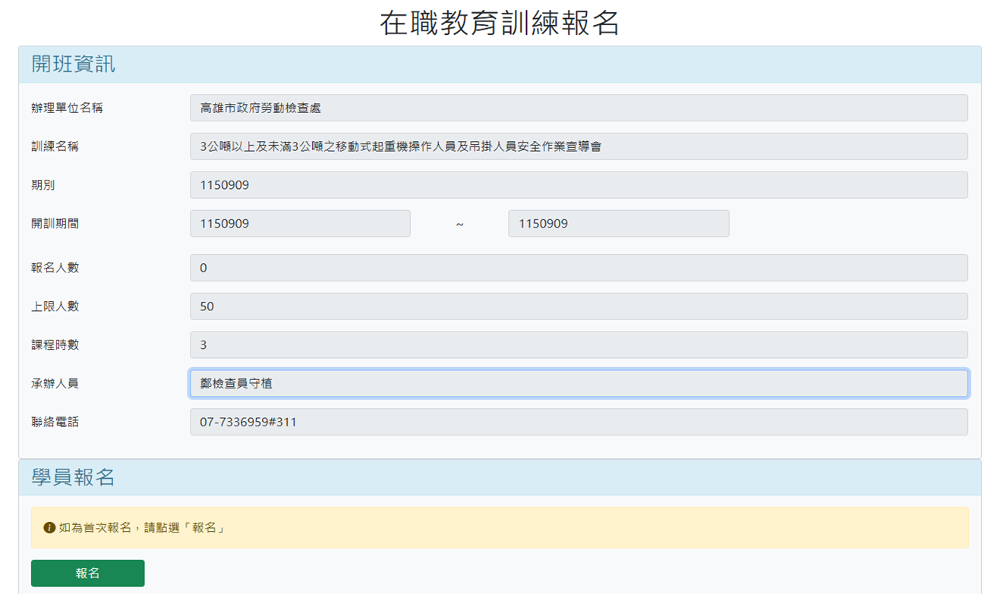 在職教育訓練報名
開班資訊
辦理單位名稱 高雄市政府勞動檢查處
訓練名稱 3公噸以上及未滿3公噸之移動式起重機操作人員及吊掛人員安全作業宣導會
期別 1150909
開訓期間 1150909 ~ 1150909
報名人數 0
上限人數 50
課程時數 3
承辦人員 鄭檢查員守植
聯絡電話 07-7336959#311
學員報名
如為首次報名，請點選「報名」
報名